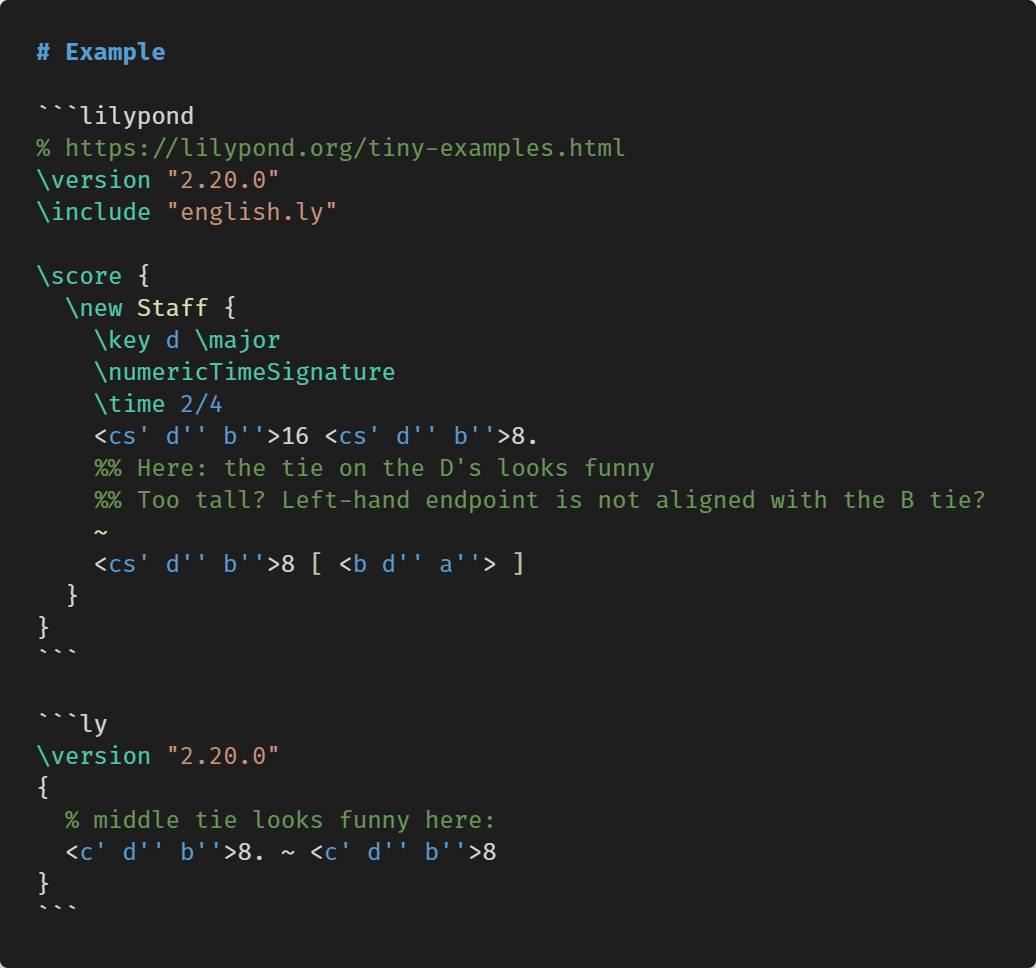 # Example

```lilypond
% https://lilypond.org/tiny-examples.html
\version "2.20.0"
\include "english.ly"

\score {
  \new Staff {
    \key d \major
    \numericTimeSignature
    \time 2/4
    <cs' d'' b''>16 <cs' d'' b''>8.
    %% Here: the tie on the D's looks funny
    %% Too tall? Left-hand endpoint is not aligned with the B tie?
    ~
    <cs' d'' b''>8 [ <b d'' a''> ]
  }
}
```

```ly
\version "2.20.0"
{
  % middle tie looks funny here:
  <c' d'' b''>8. ~ <c' d'' b''>8
}
```